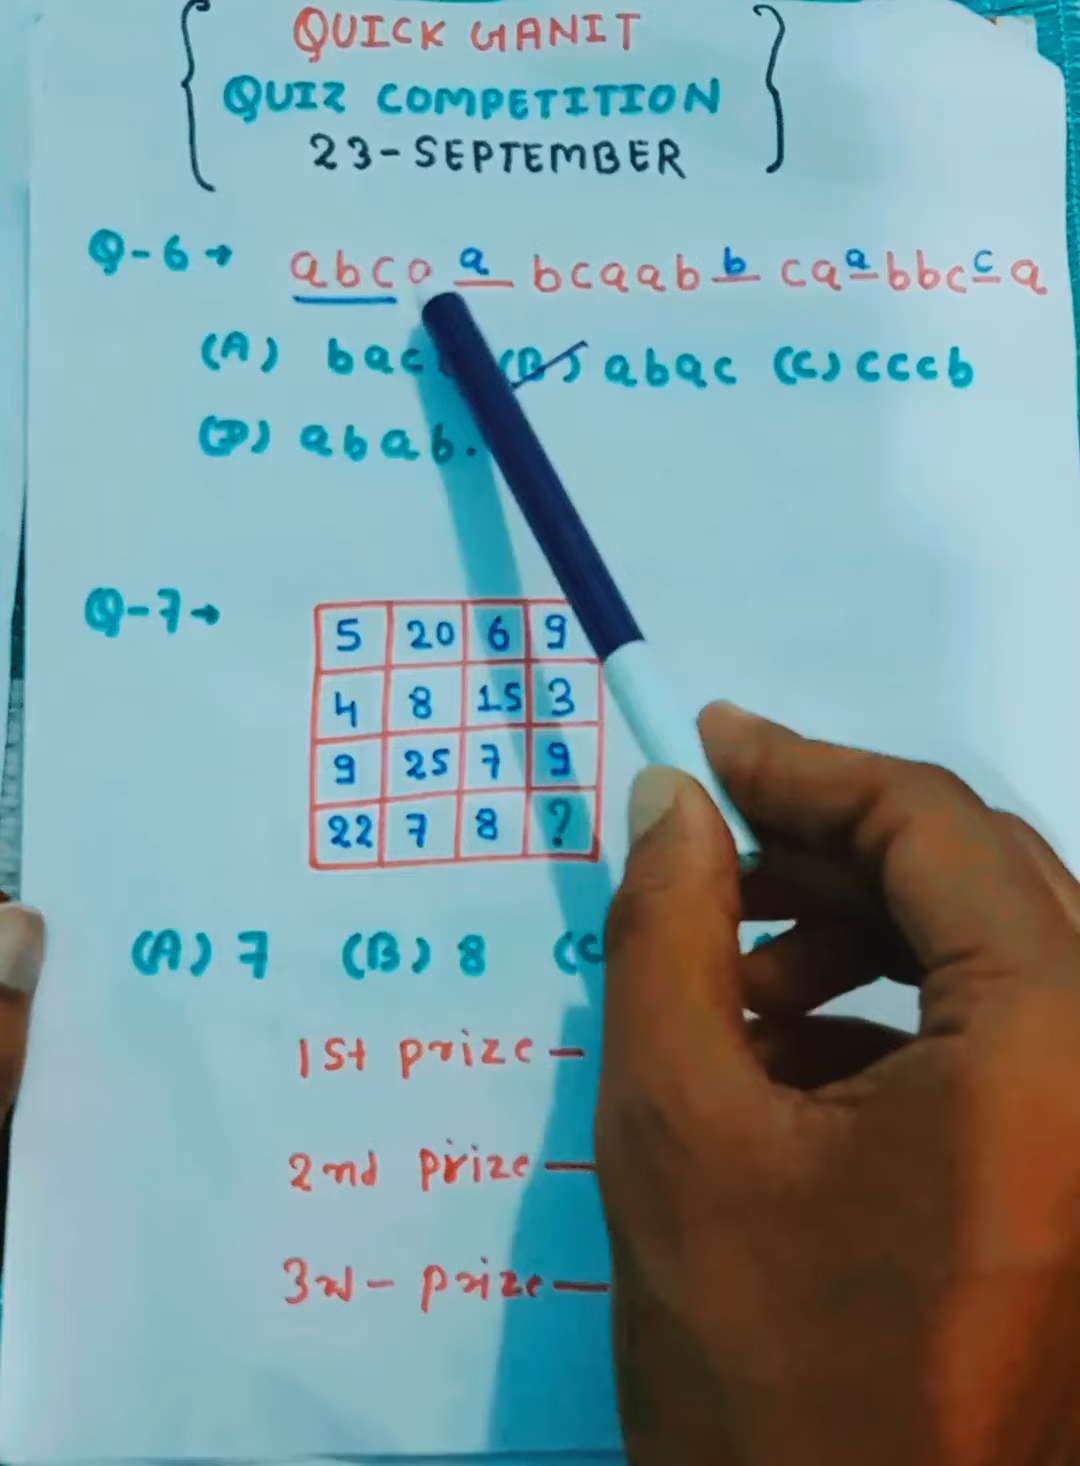 QUICK GANIT
QUIZ COMPETITION
23-SEPTEMBER
Q-6→ abca a bcaab b ca a bbc c a
(A) bac (B) abac (C) cccb
(D) abab.
Q-7→
5 20 6 9
4 8 15 3
9 25 7 9
22 7 8 ?
(A) 7 (B) 8 (C
1st prize-
2nd prize-
3rd- prize-